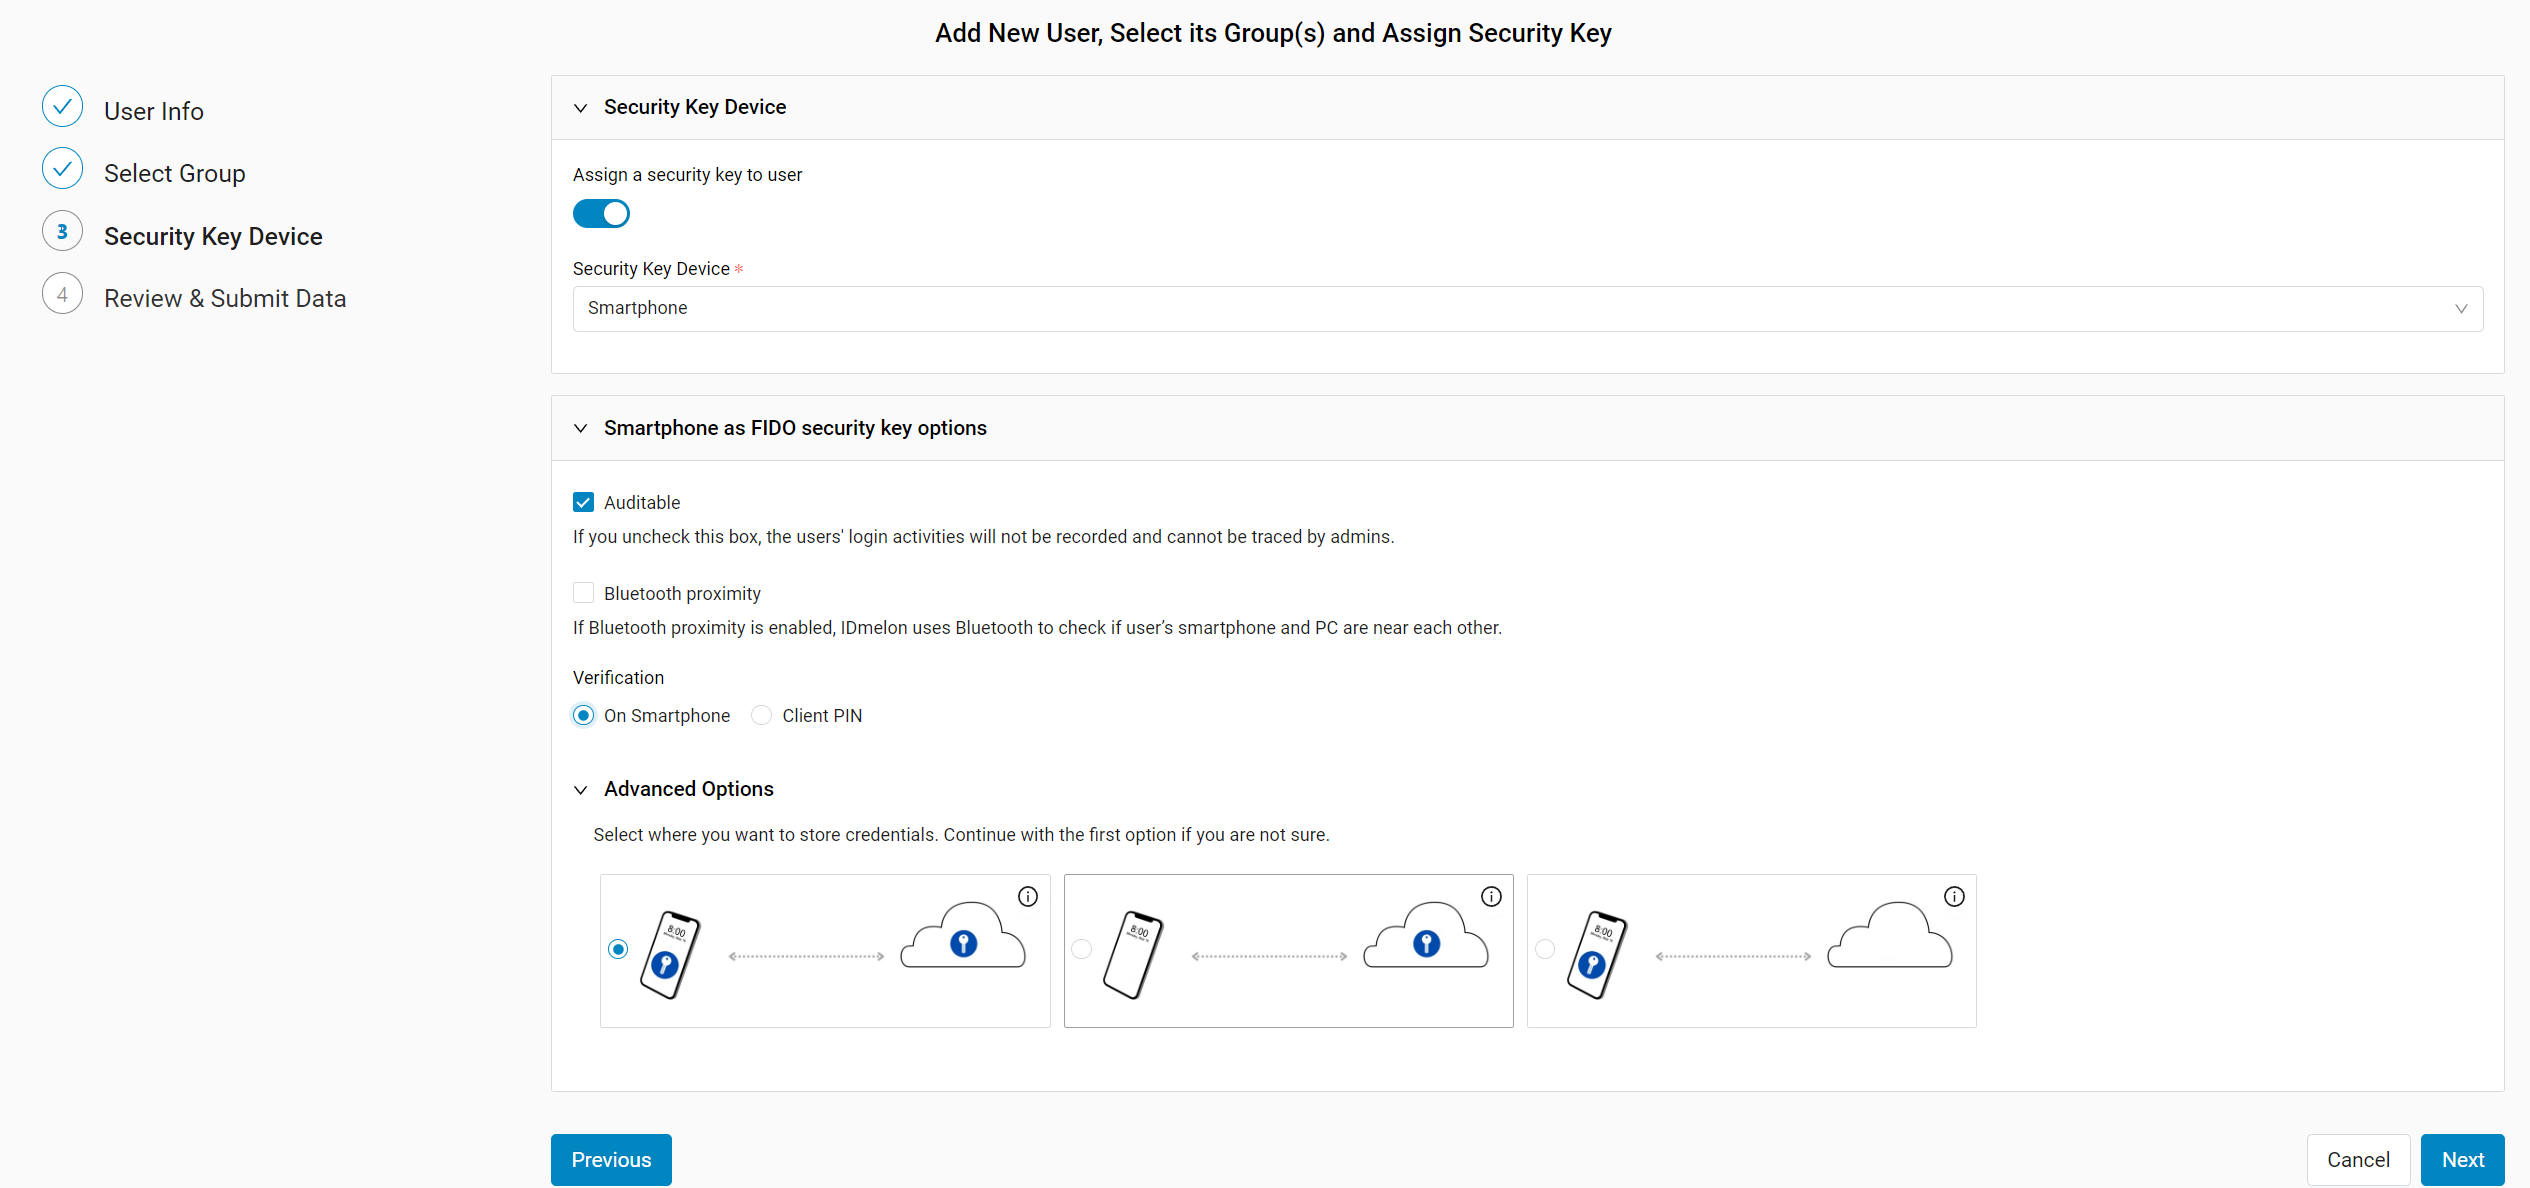 Add New User, Select its Group(s) and Assign Security Key
User Info
Select Group
3
Security Key Device
4
Review & Submit Data
Security Key Device
Assign a security key to user
Security Key Device *
Smartphone
Smartphone as FIDO security key options
Auditable
If you uncheck this box, the users' login activities will not be recorded and cannot be traced by admins.
Bluetooth proximity
If Bluetooth proximity is enabled, IDmelon uses Bluetooth to check if user’s smartphone and PC are near each other.
Verification
On Smartphone
Client PIN
Advanced Options
Select where you want to store credentials. Continue with the first option if you are not sure.
8:00
8:00
8:00
Previous
Cancel
Next